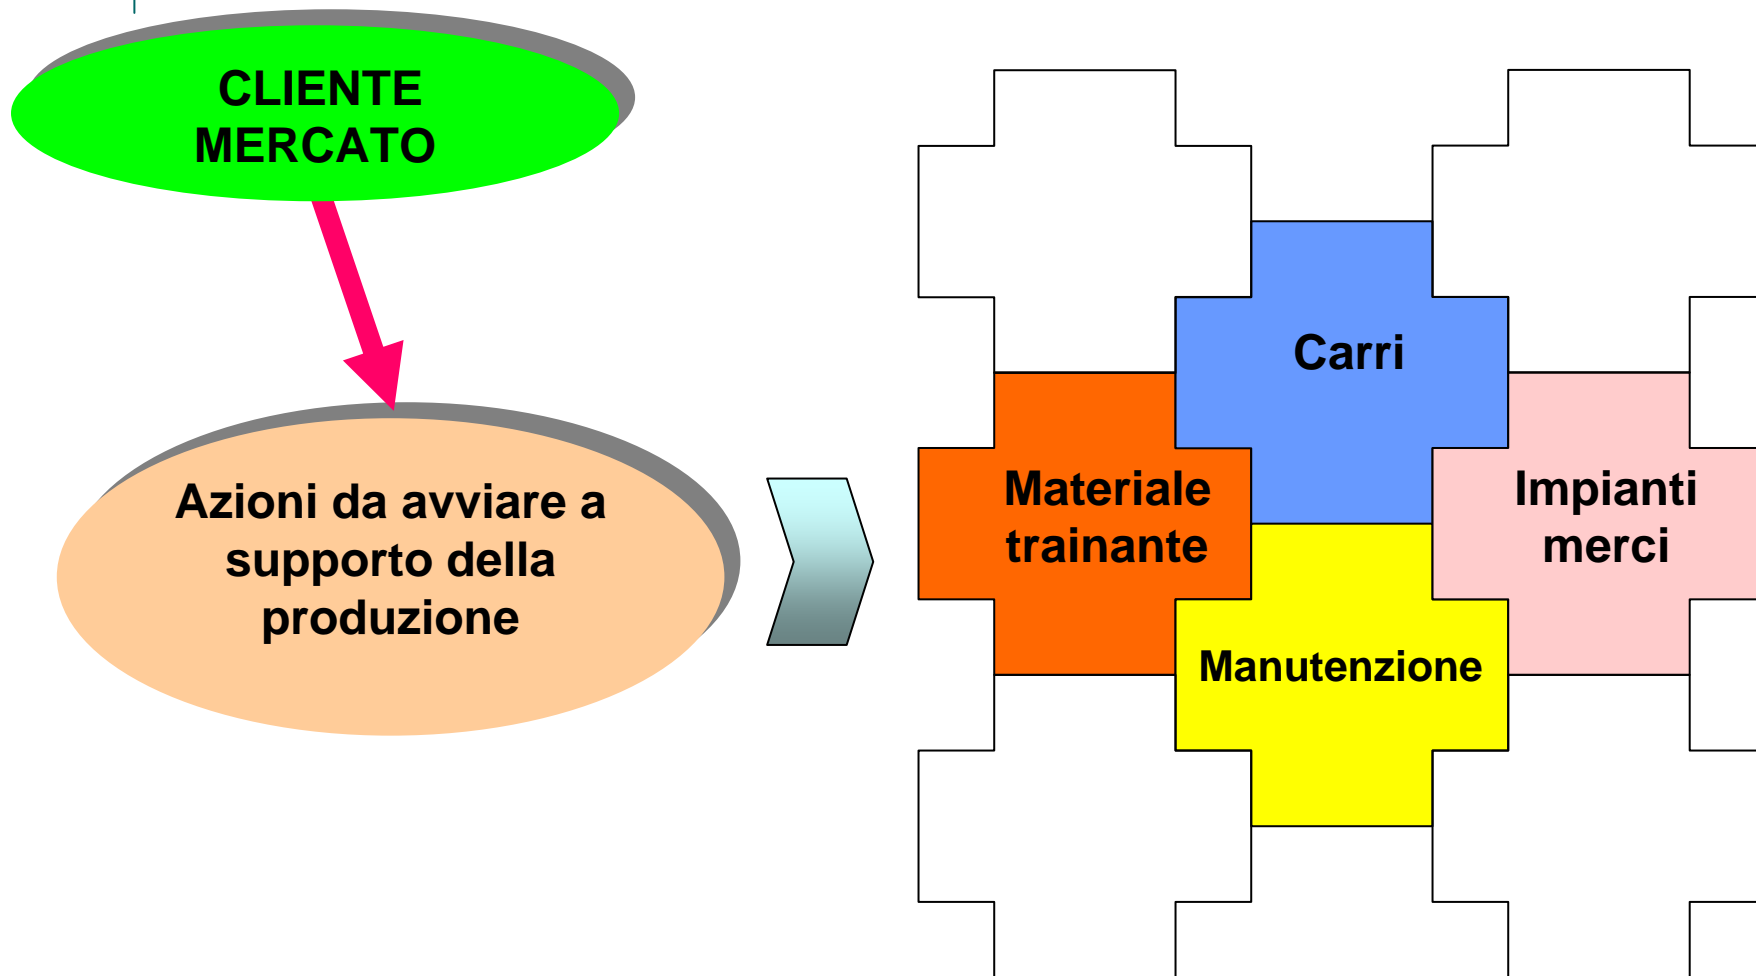 CLIENTE
MERCATO
Azioni da avviare a
supporto della
produzione
Carri
Materiale
trainante
Impianti
merci
Manutenzione